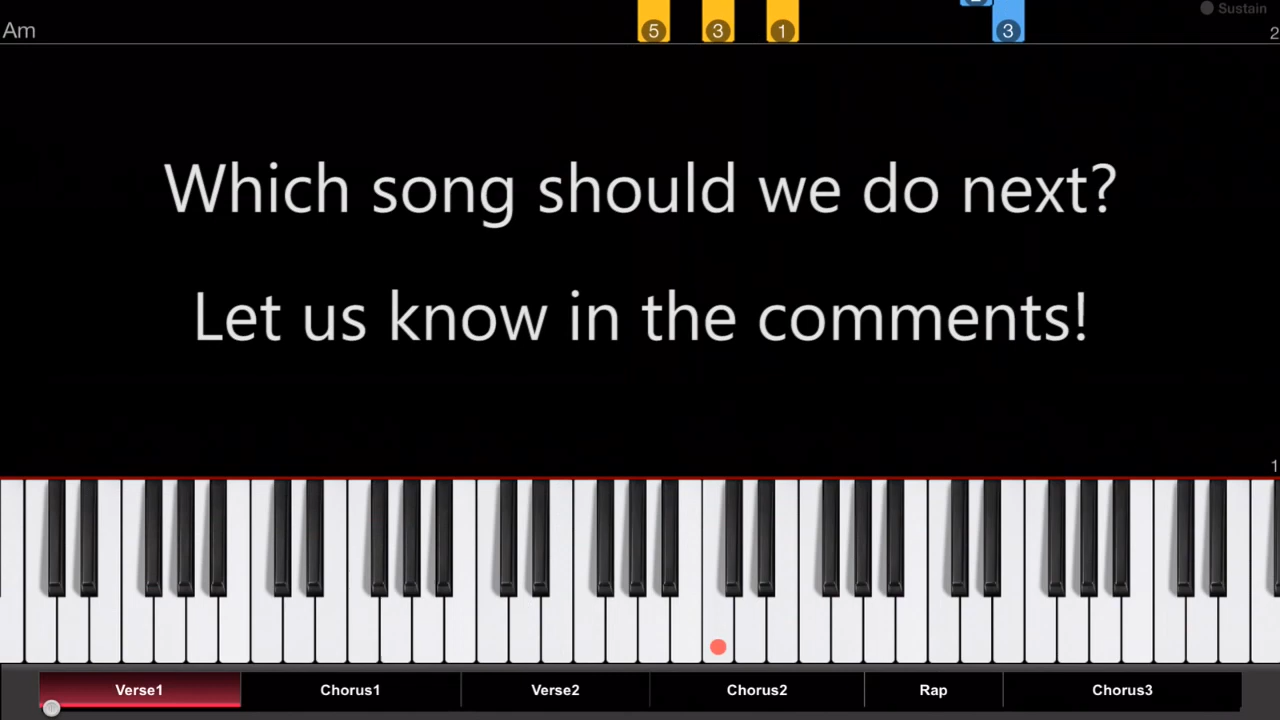 Sustain
Am
5 3 1 3
2
Which song should we do next?
Let us know in the comments!
1
Verse1 Chorus1 Verse2 Chorus2 Rap Chorus3